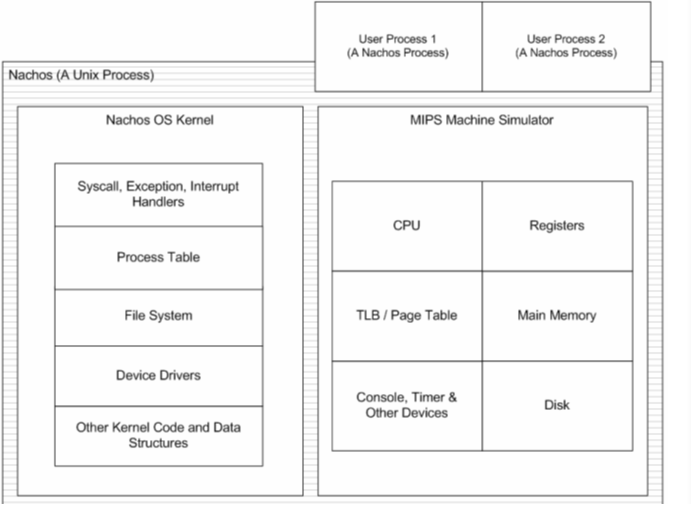 User Process 1
(A Nachos Process)
User Process 2
(A Nachos Process)
Nachos (A Unix Process)
Nachos OS Kernel
Syscall, Exception, Interrupt
Handlers
Process Table
File System
Device Drivers
Other Kernel Code and Data
Structures
MIPS Machine Simulator
CPU
Registers
TLB / Page Table
Main Memory
Console, Timer &
Other Devices
Disk